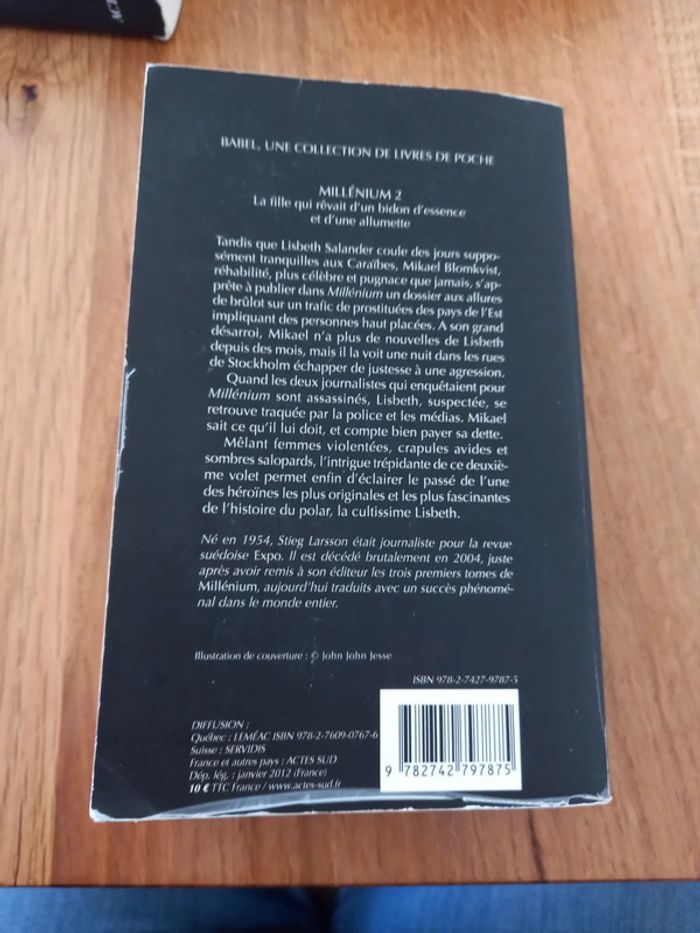 ACT
BABEL, UNE COLLECTION DE LIVRES DE POCHE
MILLÉNIUM 2
La fille qui rêvait d'un bidon d'essence
et d'une allumette
Tandis que Lisbeth Salander coule des jours suppo-
sément tranquilles aux Caraïbes, Mikael Blomkvist,
réhabilité, plus célèbre et pugnace que jamais, s'ap-
prête à publier dans Millénium un dossier aux allures
de brûlot sur un trafic de prostituées des pays de l'Est
impliquant des personnes haut placées. A son grand
désarroi, Mikael n'a plus de nouvelles de Lisbeth
depuis des mois, mais il la voit une nuit dans les rues
de Stockholm échapper de justesse à une agression.
Quand les deux journalistes qui enquêtaient pour
Millénium sont assassinés, Lisbeth, suspectée, se
retrouve traquée par la police et les médias. Mikael
sait ce qu'il lui doit, et compte bien payer sa dette.
Mêlant femmes violentées, crapules avides et
sombres salopards, l'intrigue trépidante de ce deuxiè-
me volet permet enfin d'éclairer le passé de l'une
des héroïnes les plus originales et les plus fascinantes
de l'histoire du polar, la cultissime Lisbeth.
Né en 1954, Stieg Larsson était journaliste pour la revue
suédoise Expo. Il est décédé brutalement en 2004, juste
après avoir remis à son éditeur les trois premiers tomes de
Millénium, aujourd'hui traduits avec un succès phénomé-
nal dans le monde entier.
Illustration de couverture : © John John Jesse
ISBN 978-2-7427-9787-5
DIFFUSION :
Québec : LEMÉAC ISBN 978-2-7609-0767-6
Suisse : SERVIDIS
France et autres pays : ACTES SUD
Dép. lég. : janvier 2012 (France)
10 € TTC France / www.actes-sud.fr
9 782742 797875